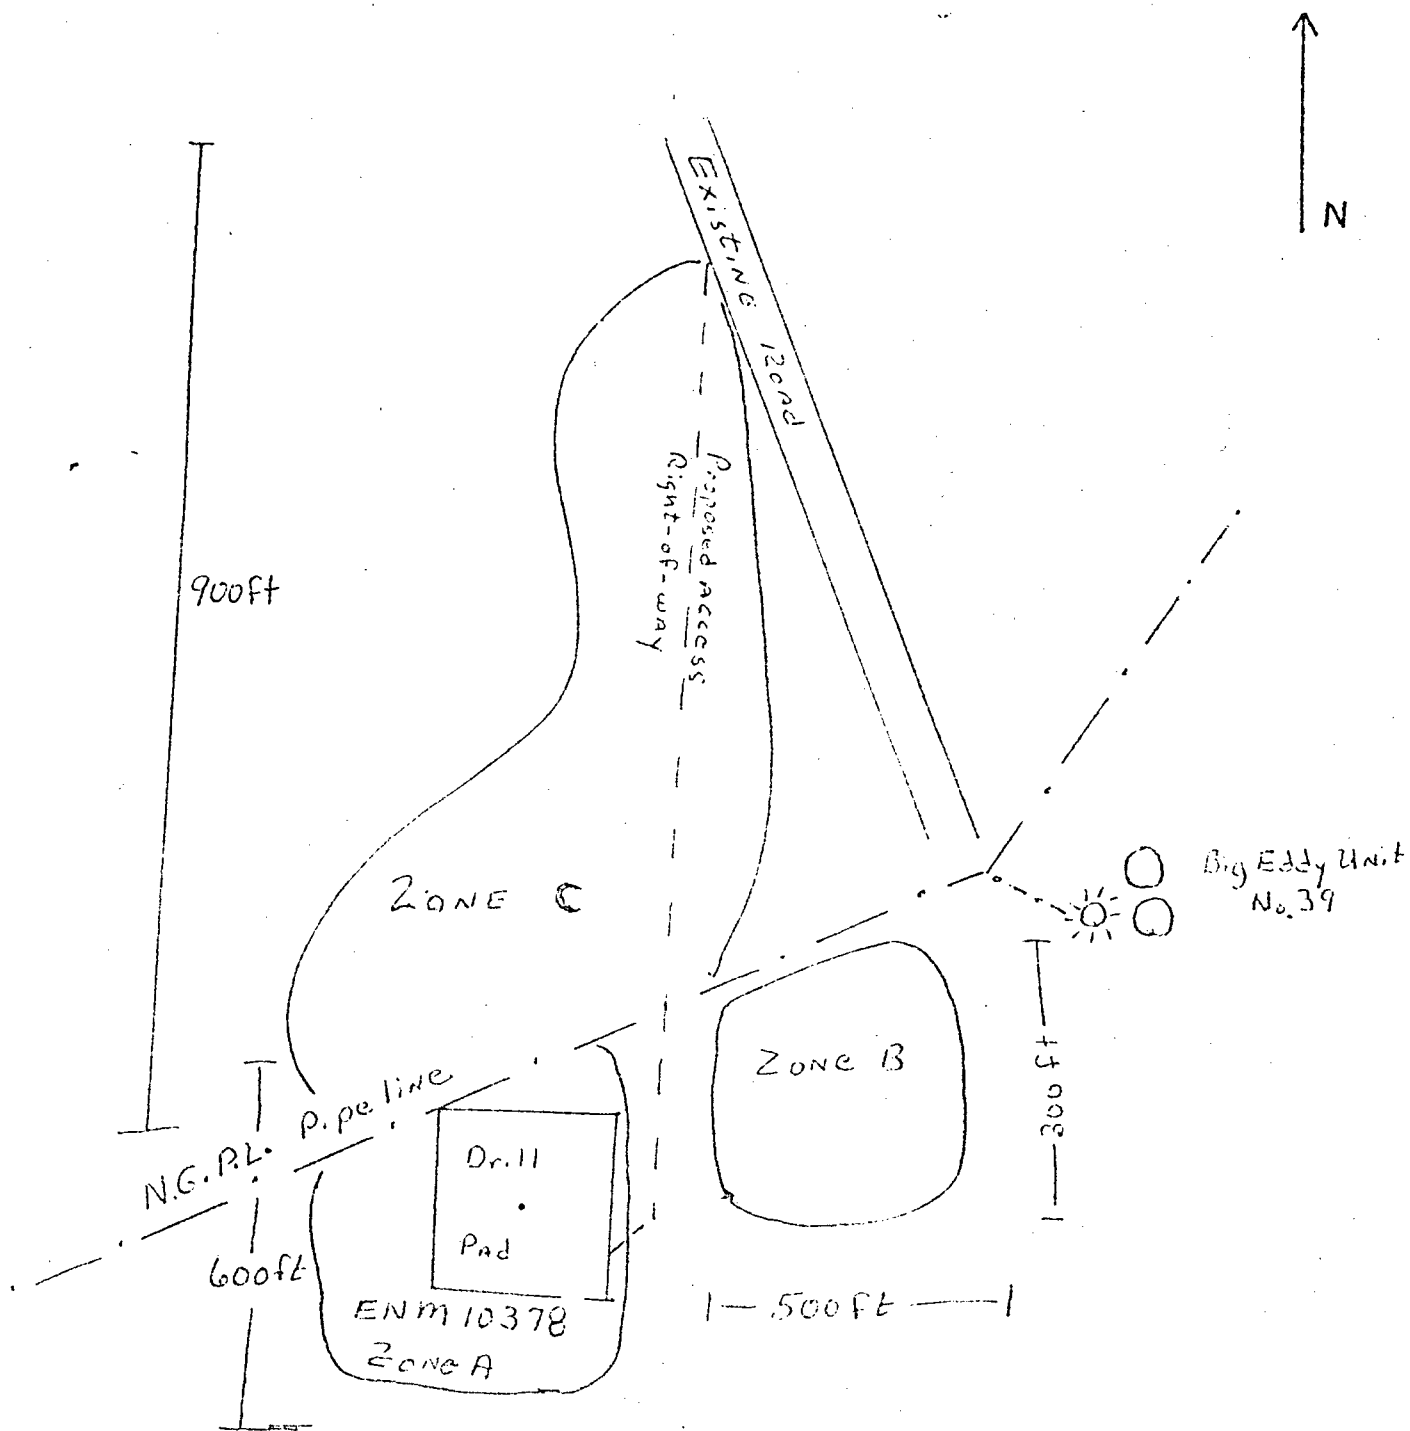 N
Existing Road
Proposed Access
Right-of-way
900ft
Zone C
Big Eddy Unit
No. 39
Zone B
300 ft
N.G.P.L. Pipeline
Drill
Pad
600ft
ENM 10378
Zone A
500 ft